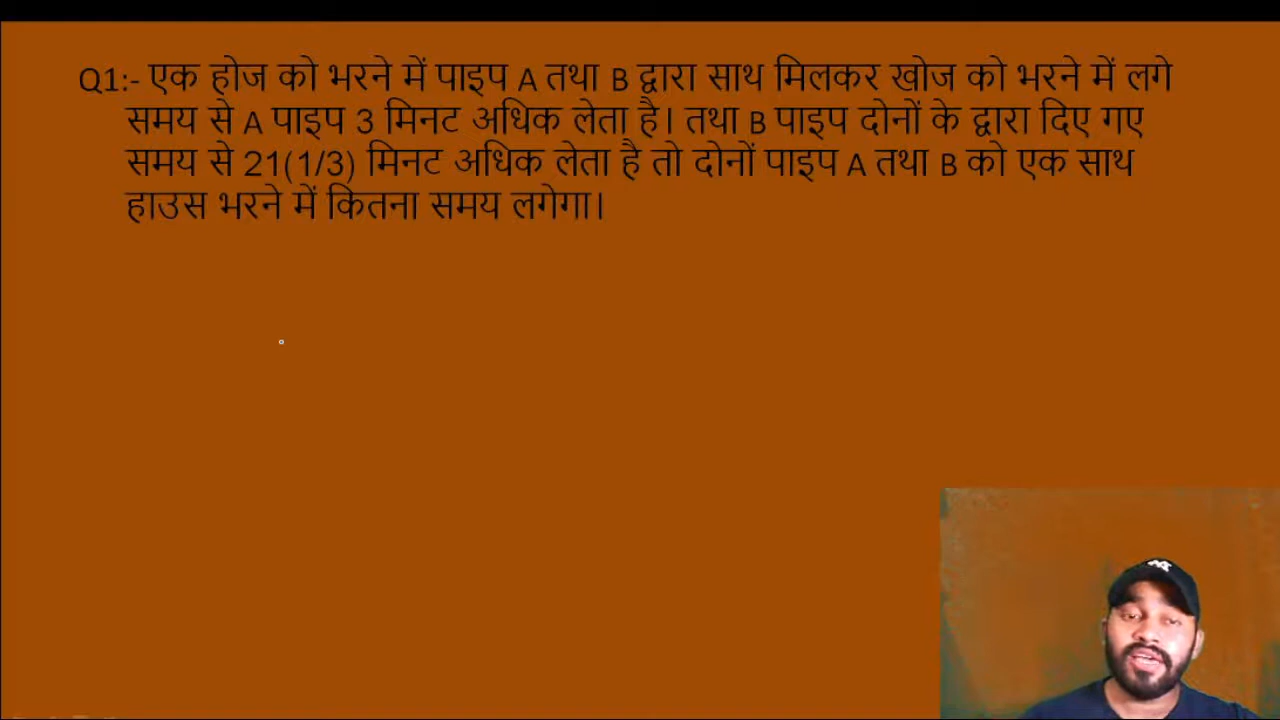 Q1:- एक होज को भरने में पाइप A तथा B द्वारा साथ मिलकर खोज को भरने में लगे
समय से A पाइप 3 मिनट अधिक लेता है। तथा B पाइप दोनों के द्वारा दिए गए
समय से 21(1/3) मिनट अधिक लेता है तो दोनों पाइप A तथा B को एक साथ
हाउस भरने में कितना समय लगेगा।